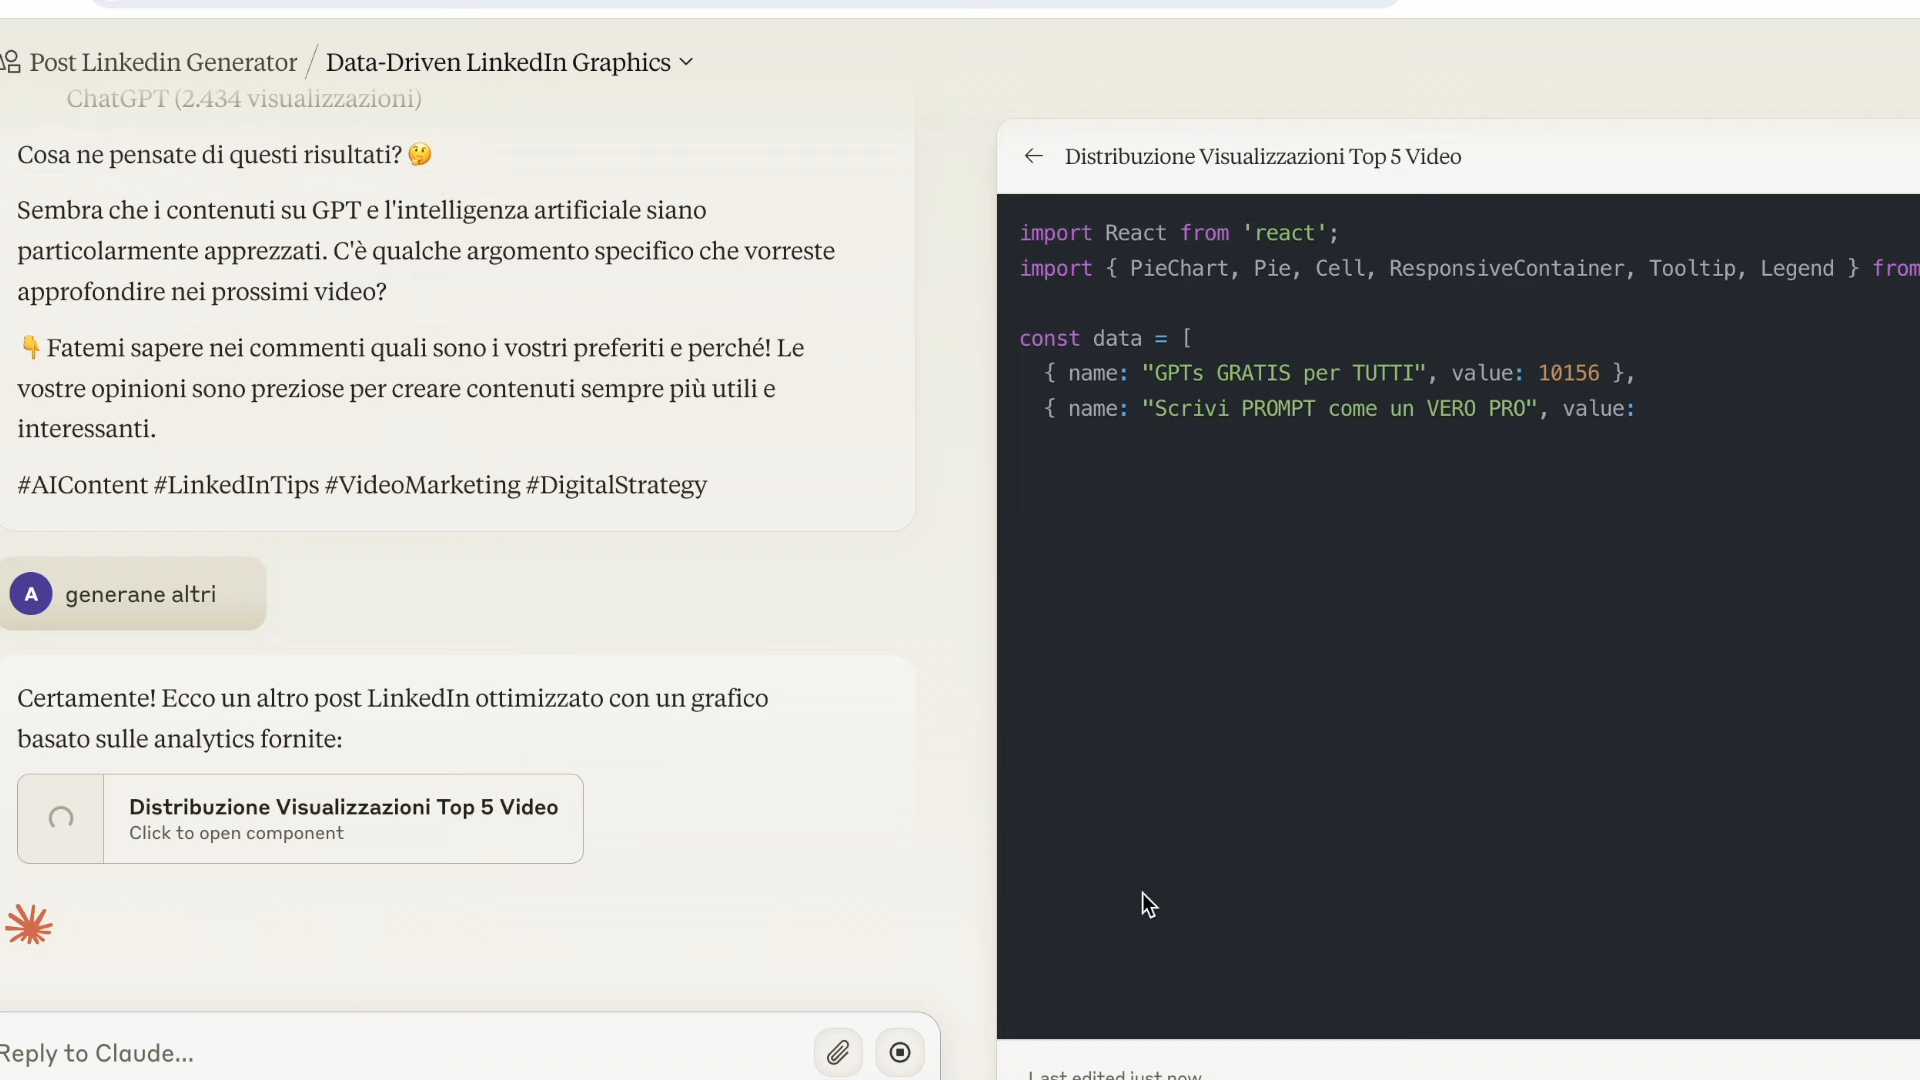 Post Linkedin Generator / Data-Driven LinkedIn Graphics
ChatGPT (2.434 visualizzazioni)
Cosa ne pensate di questi risultati? 🤔
Sembra che i contenuti su GPT e l'intelligenza artificiale siano
particolarmente apprezzati. C'è qualche argomento specifico che vorreste
approfondire nei prossimi video?
👇 Fatemi sapere nei commenti quali sono i vostri preferiti e perché! Le
vostre opinioni sono preziose per creare contenuti sempre più utili e
interessanti.
#AIContent #LinkedInTips #VideoMarketing #DigitalStrategy
A generane altri
Certamente! Ecco un altro post LinkedIn ottimizzato con un grafico
basato sulle analytics fornite:
Distribuzione Visualizzazioni Top 5 Video
Click to open component
Reply to Claude...
Distribuzione Visualizzazioni Top 5 Video
import React from 'react';
import { PieChart, Pie, Cell, ResponsiveContainer, Tooltip, Legend } from
const data = [
{ name: "GPTs GRATIS per TUTTI", value: 10156 },
{ name: "Scrivi PROMPT come un VERO PRO", value:
Last edited just now